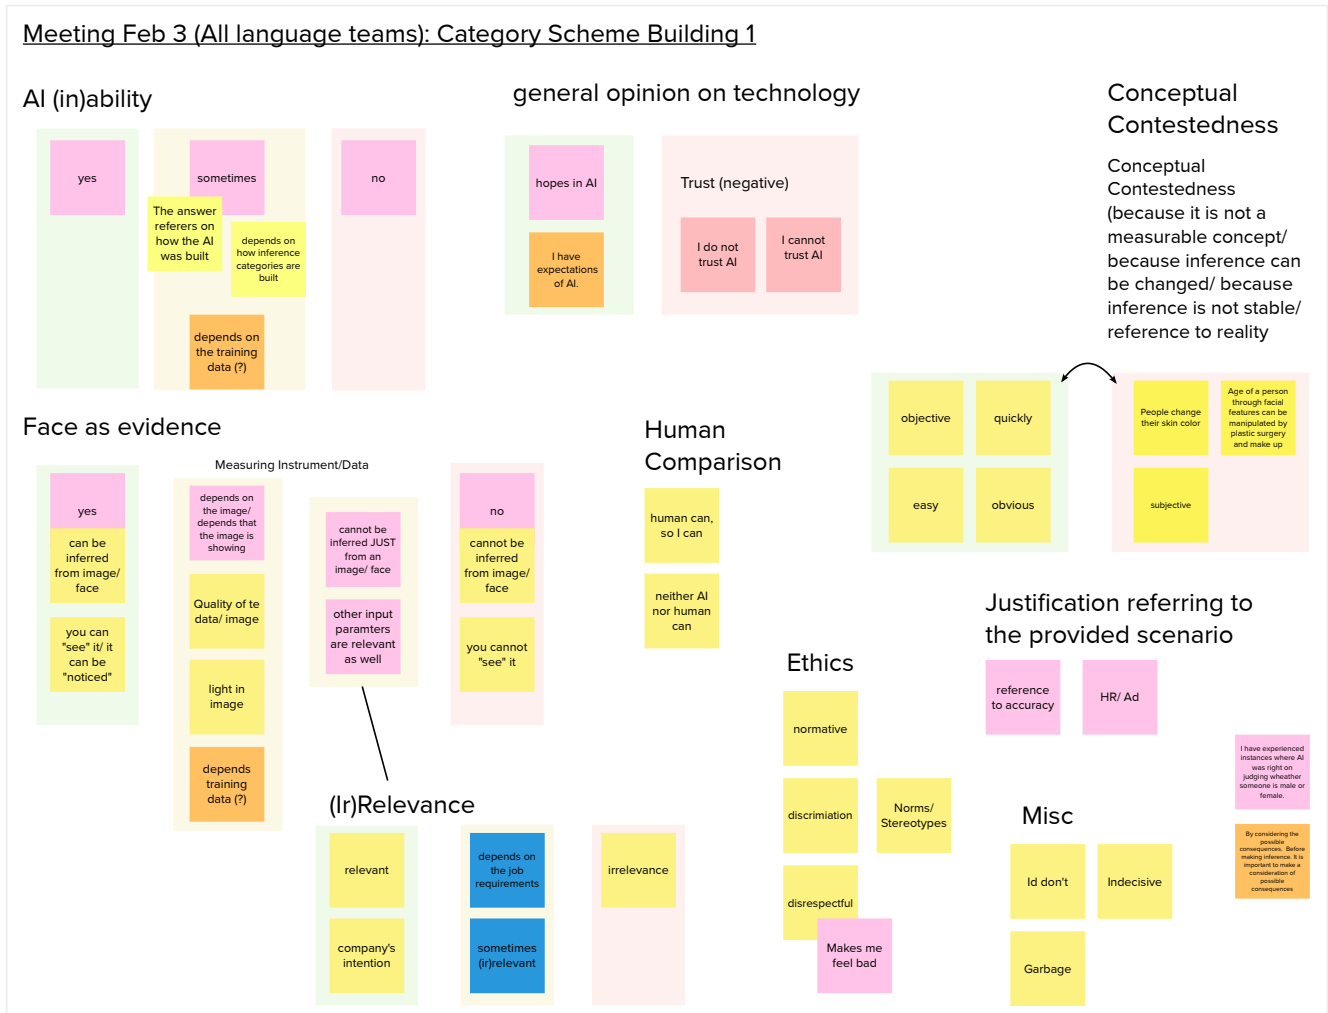 Meeting Feb 3 (All language teams): Category Scheme Building 1
AI (in)ability
yes
sometimes
The answer
referers on
how the AI
was built
depends on
how inference
categories are
built
depends on
the training
data (?)
no
general opinion on technology
hopes in AI
I have
expectations
of AI.
Trust (negative)
I do not
trust AI
I cannot
trust AI
Conceptual
Contestedness
Conceptual
Contestedness
(because it is not a
measurable concept/
because inference can
be changed/ because
inference is not stable/
reference to reality
objective
quickly
easy
obvious
People change
their skin color
Age of a person
through facial
features can be
manipulated by
plastic surgery
and make up
subjective
Face as evidence
yes
can be
inferred
from image/
face
you can
"see" it/ it
can be
"noticed"
Measuring Instrument/Data
depends on
the image/
depends that
the image is
showing
Quality of te
data/ image
light in
image
depends
training
data (?)
cannot be
inferred JUST
from an
image/ face
other input
paramters
are relevant
as well
no
cannot be
inferred
from image/
face
you cannot
"see" it
Human
Comparison
human can,
so I can
neither AI
nor human
can
(Ir)Relevance
relevant
company's
intention
depends on
the job
requirements
sometimes
(ir)relevant
irrelevance
Ethics
normative
discrimiation
Norms/
Stereotypes
disrespectful
Makes me
feel bad
Justification referring to
the provided scenario
reference
to accuracy
HR/ Ad
I have experienced
instances where AI
was right on
judging wheather
someone is male or
female.
By considering the
possible
consequences. Before
making inference. It is
important to make a
consideration of
possible
consequences
Misc
Id don't
Indecisive
Garbage